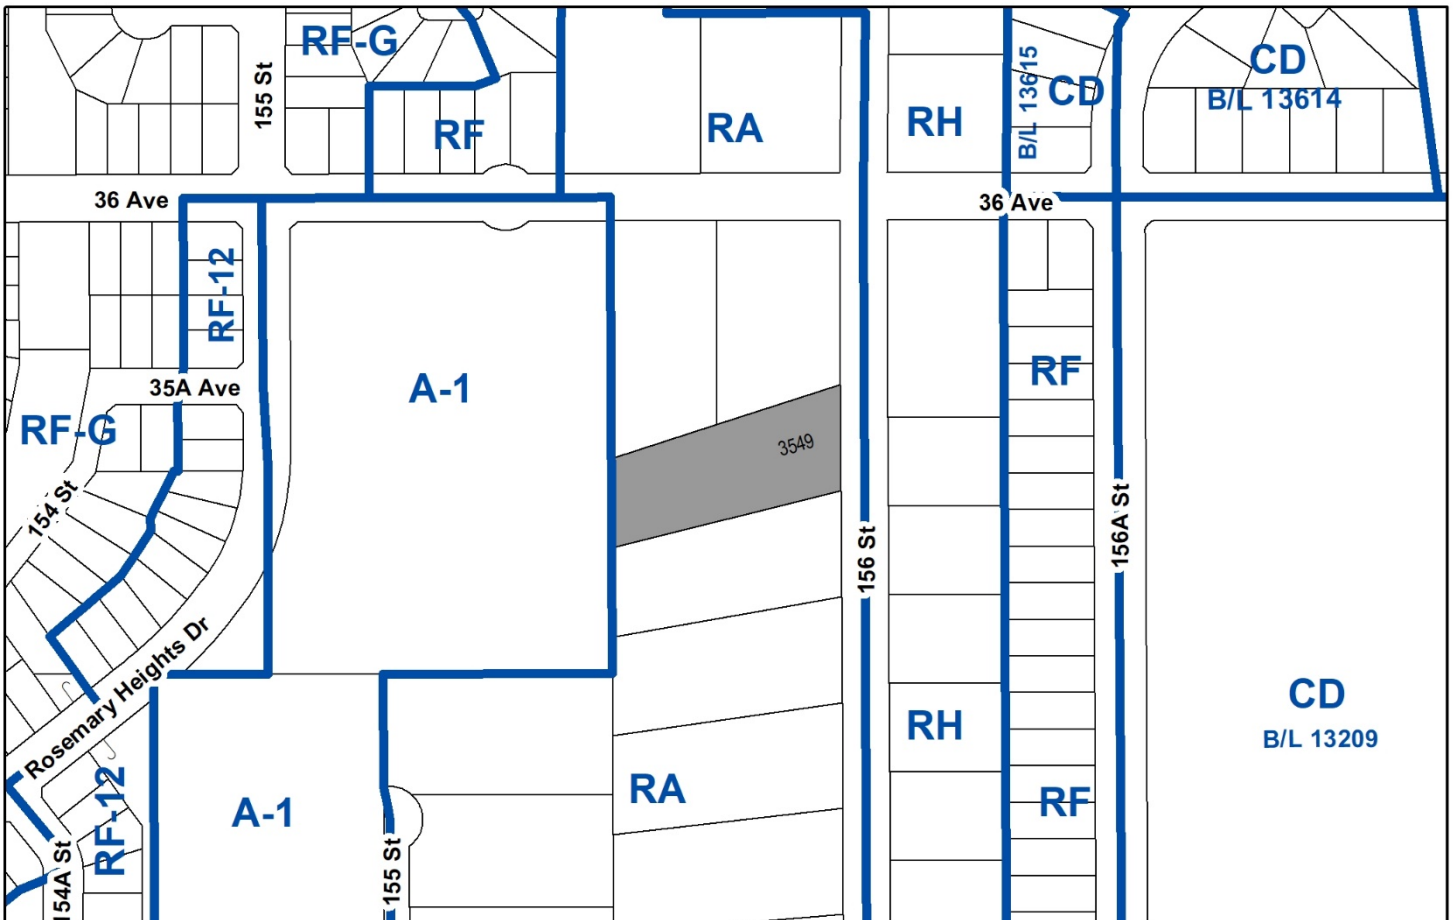 RF-G
155 St
RF
RA
RH
B/L 13615
CD
CD
B/L 13614
36 Ave
36 Ave
RF-12
35A Ave
A-1
RF-G
RF
3549
154 St
156 St
156A St
Rosemary Heights Dr
RF-12
A-1
RA
RH
RF
CD
B/L 13209
154A St
155 St